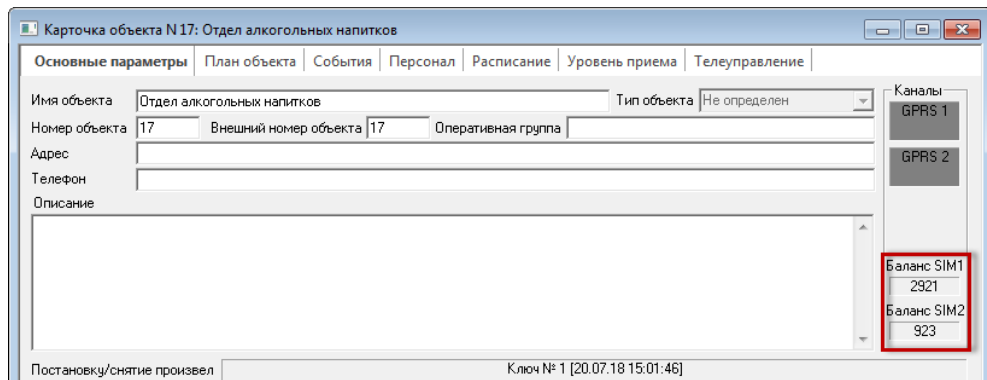 Карточка объекта N 17: Отдел алкогольных напитков
Основные параметры План объекта События Персонал Расписание Уровень приема Телеуправление
Имя объекта Отдел алкогольных напитков Тип объекта Не определен
Каналы
GPRS 1
Номер объекта 17 Внешний номер объекта 17 Оперативная группа
Адрес
GPRS 2
Телефон
Описание
Баланс SIM1
2921
Баланс SIM2
923
Постановку/снятие произвел Ключ № 1 [20.07.18 15:01:46]